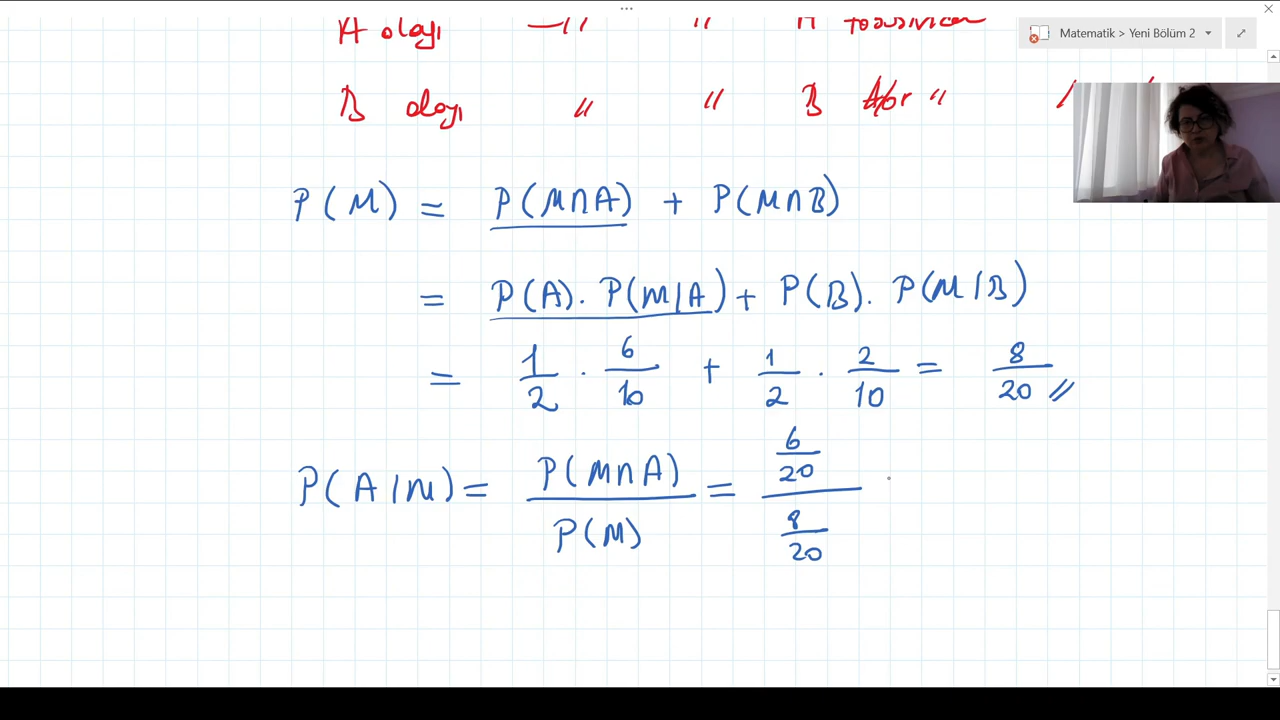 A olayı — " " A torbasından
Matematik > Yeni Bölüm 2
B olayı " " B "
P(M) = P(M∩A) + P(M∩B)
= P(A) . P(M|A) + P(B) . P(M/B)
= 1/2 . 6/10 + 1/2 . 2/10 = 8/20 //
P(A/M) = P(M∩A)/P(M) = (6/20)/(8/20)